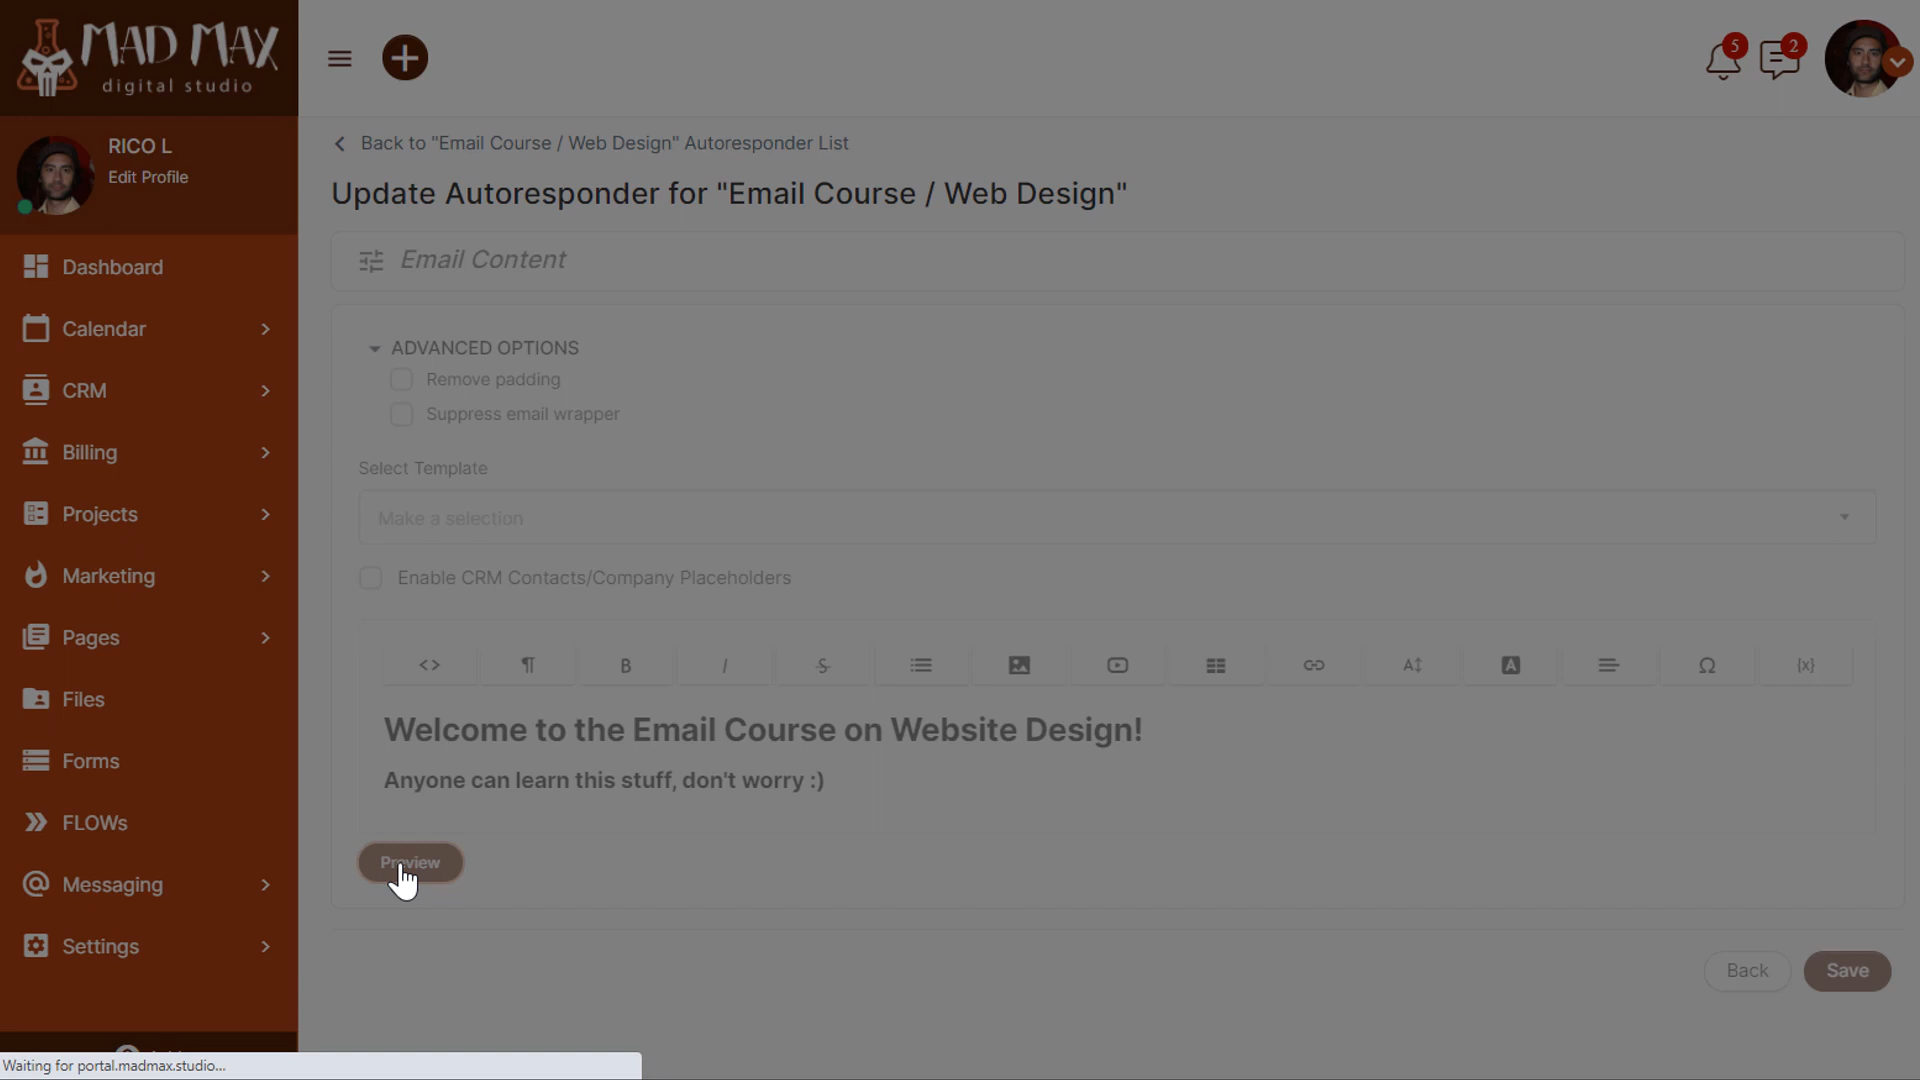 MAD MAX
digital studio
5
2
RICO L
Edit Profile
Dashboard
Calendar
CRM
Billing
Projects
Marketing
Pages
Files
Forms
FLOWs
Messaging
Settings
Waiting for portal.madmax.studio...
Back to "Email Course / Web Design" Autoresponder List
Update Autoresponder for "Email Course / Web Design"
Email Content
ADVANCED OPTIONS
Remove padding
Suppress email wrapper
Select Template
Make a selection
Enable CRM Contacts/Company Placeholders
<> ¶ B I S A A Ω {x}
Welcome to the Email Course on Website Design!
Anyone can learn this stuff, don't worry :)
Preview
Back
Save